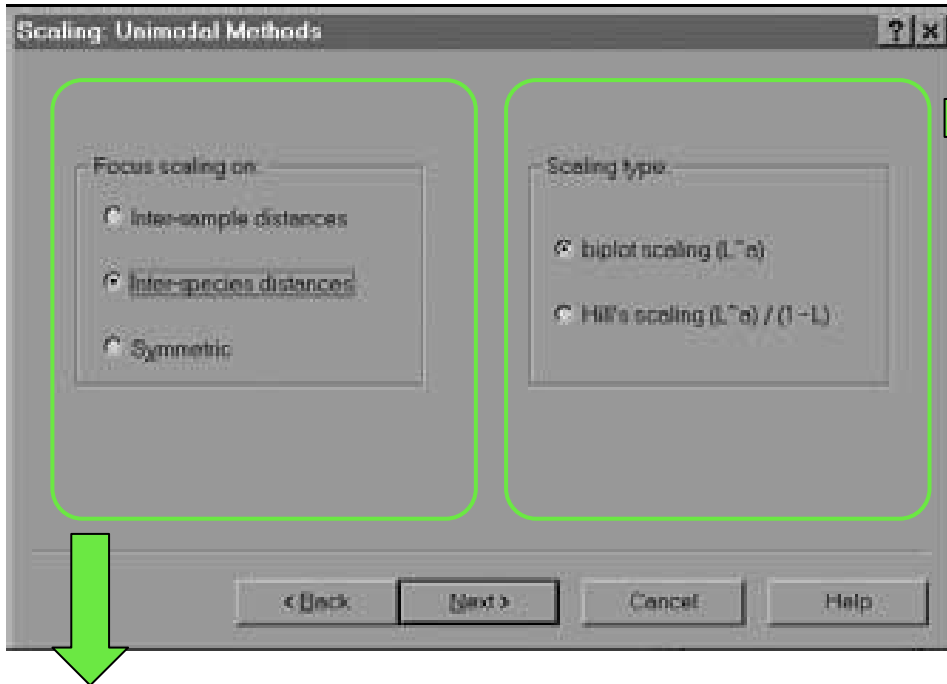 Scaling: Unimodal Methods
Focus scaling on:
Inter-sample distances
Inter-species distances
Symmetric
Scaling type:
biplot scaling (L^a)
Hill's scaling (L^a) / (1-L)
< Back
Next >
Cancel
Help